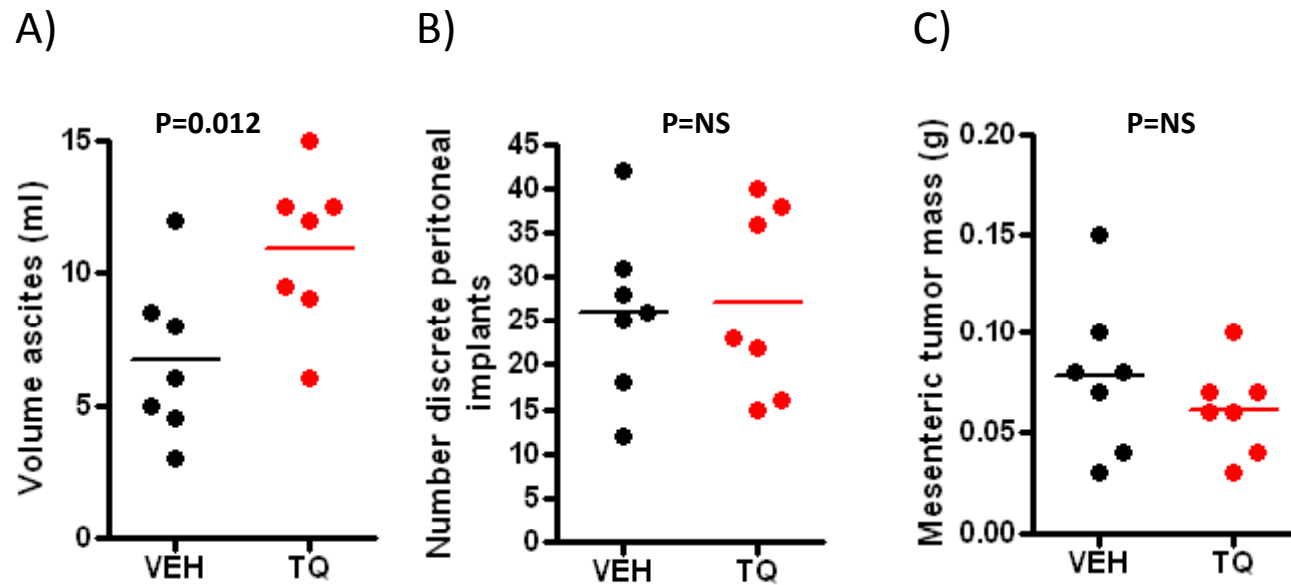 A)
B)
C)
P=0.012
P=NS
P=NS
Volume ascites (ml)
15
10
5
0
VEH
TQ
Number discrete peritoneal
implants
45
40
35
30
25
20
15
10
5
0
VEH
TQ
Mesenteric tumor mass (g)
0.20
0.15
0.10
0.05
0.00
VEH
TQ